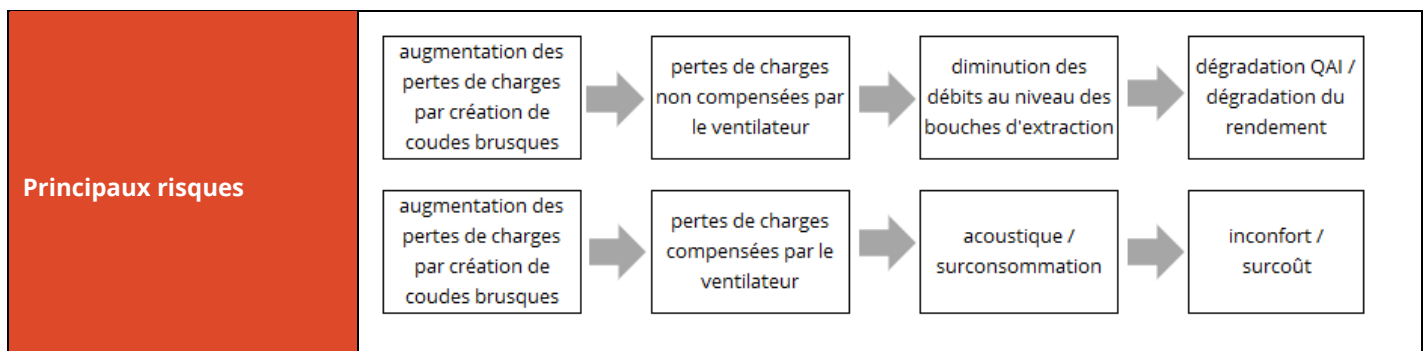 Principaux risques
augmentation des
pertes de charges
par création de
coudes brusques
pertes de charges
non compensées par
le ventilateur
diminution des
débits au niveau des
bouches d'extraction
dégradation QAI /
dégradation du
rendement
augmentation des
pertes de charges
par création de
coudes brusques
pertes de charges
compensées par le
ventilateur
acoustique /
surconsommation
inconfort /
surcoût